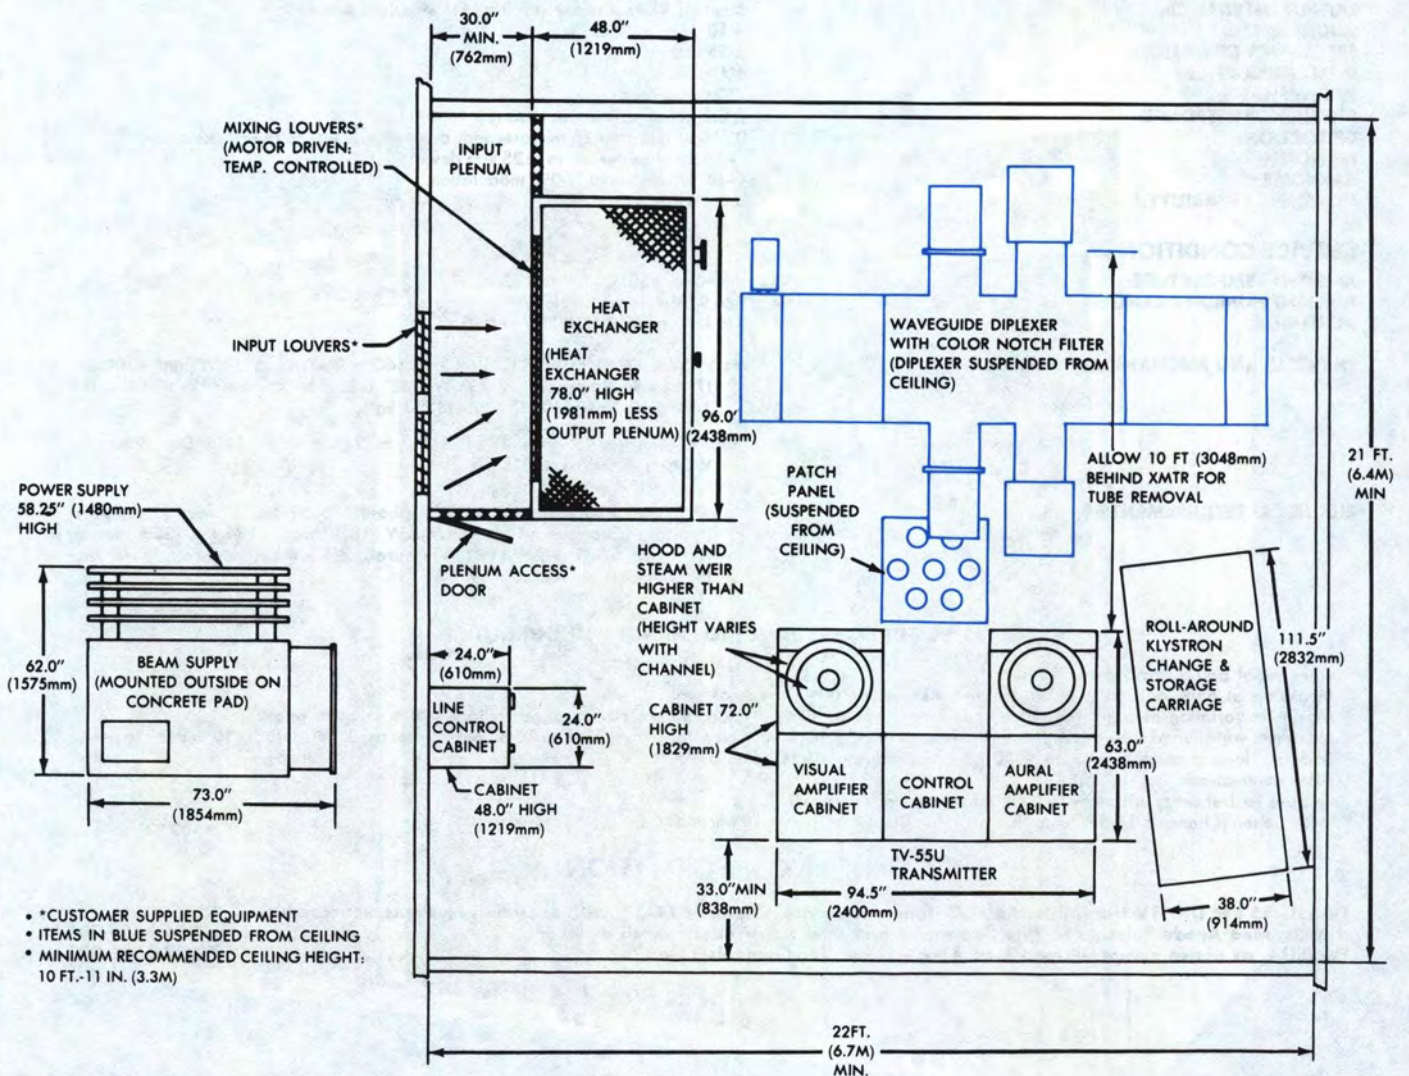 30.0"
MIN.
(762mm)
48.0"
(1219mm)
MIXING LOUVERS*
(MOTOR DRIVEN:
TEMP. CONTROLLED)
INPUT
PLENUM
INPUT LOUVERS*
HEAT
EXCHANGER
(HEAT
EXCHANGER
78.0" HIGH
(1981mm) LESS
OUTPUT PLENUM)
96.0"
(2438mm)
WAVEGUIDE DIPLEXER
WITH COLOR NOTCH FILTER
(DIPLEXER SUSPENDED FROM
CEILING)
ALLOW 10 FT (3048mm)
BEHIND XMTR FOR
TUBE REMOVAL
21 FT.
(6.4M)
MIN
PATCH
PANEL
(SUSPENDED
FROM
CEILING)
POWER SUPPLY
58.25" (1480mm)
HIGH
PLENUM ACCESS*
DOOR
HOOD AND
STEAM WEIR
HIGHER THAN
CABINET
(HEIGHT VARIES
WITH
CHANNEL)
62.0"
(1575mm)
BEAM SUPPLY
(MOUNTED OUTSIDE ON
CONCRETE PAD)
73.0"
(1854mm)
24.0"
(610mm)
LINE
CONTROL
CABINET
24.0"
(610mm)
CABINET
48.0" HIGH
(1219mm)
CABINET 72.0"
HIGH
(1829mm)
VISUAL
AMPLIFIER
CABINET
CONTROL
CABINET
AURAL
AMPLIFIER
CABINET
63.0"
(2438mm)
ROLL-AROUND
KLYSTRON
CHANGE &
STORAGE
CARRIAGE
111.5"
(2832mm)
38.0"
(914mm)
TV-55U
TRANSMITTER
33.0"MIN
(838mm)
94.5"
(2400mm)
• *CUSTOMER SUPPLIED EQUIPMENT
• ITEMS IN BLUE SUSPENDED FROM CEILING
• MINIMUM RECOMMENDED CEILING HEIGHT:
10 FT.-11 IN. (3.3M)
22FT.
(6.7M)
MIN.